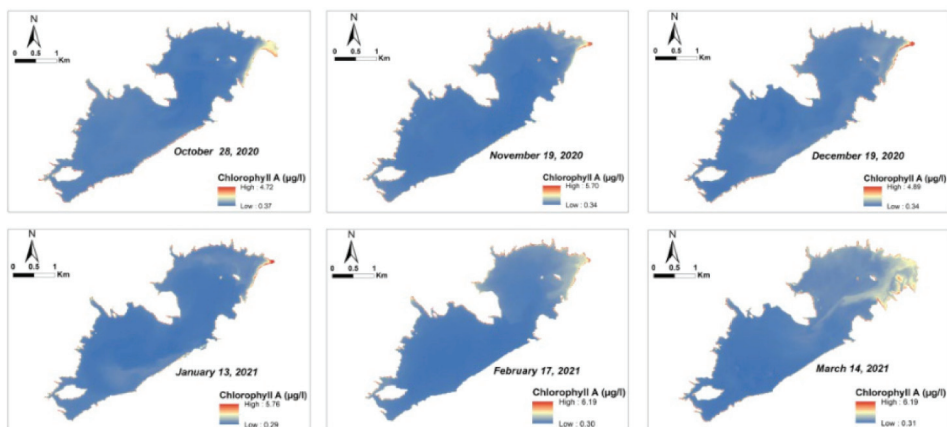 N
0 0.5 1
Km
October 28, 2020
Chlorophyll A (µg/l)
High : 4.72
Low : 0.37
N
0 0.5 1
Km
November 19, 2020
Chlorophyll A (µg/l)
High : 5.70
Low : 0.34
N
0 0.5 1
Km
December 19, 2020
Chlorophyll A (µg/l)
High : 4.89
Low : 0.34
N
0 0.5 1
Km
January 13, 2021
Chlorophyll A (µg/l)
High : 5.76
Low : 0.29
N
0 0.5 1
Km
February 17, 2021
Chlorophyll A (µg/l)
High : 6.19
Low : 0.30
N
0 0.5 1
Km
March 14, 2021
Chlorophyll A (µg/l)
High : 6.19
Low : 0.31